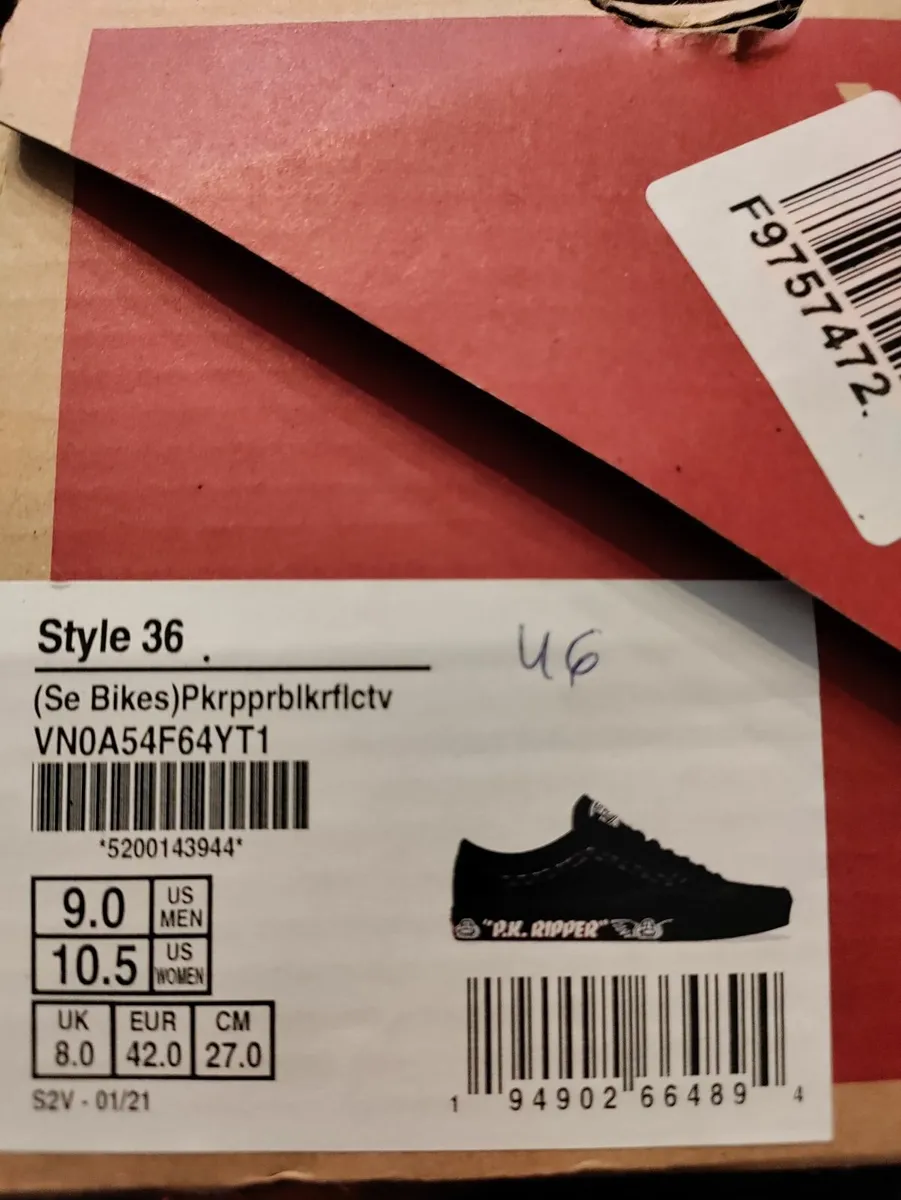 F9757472.
Style 36
46
(Se Bikes)Pkrpprblkrflctv
VN0A54F64YT1
*5200143944*
"P.K. RIPPER"
9.0 US MEN
10.5 US WOMEN
UK EUR CM
8.0 42.0 27.0
S2V - 01/21
1 94902 66489 4